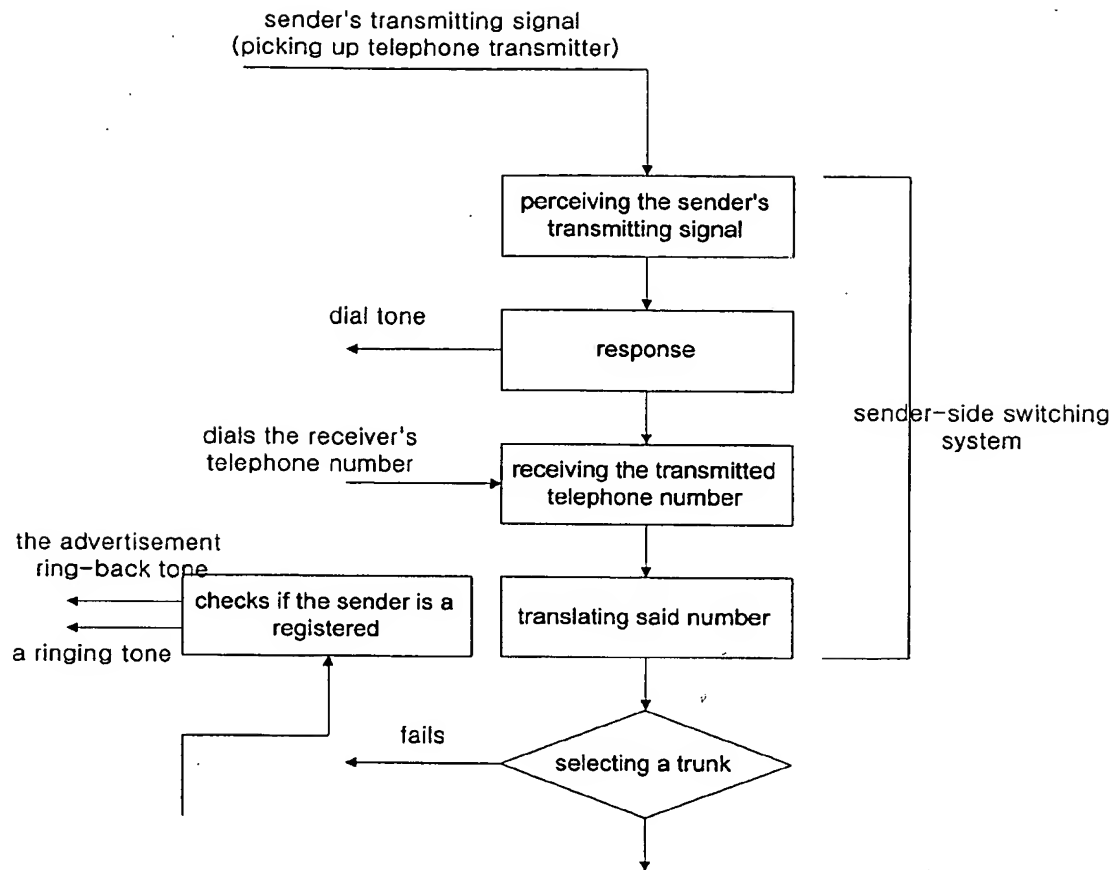 sender's transmitting signal
(picking up telephone transmitter)
perceiving the sender's
transmitting signal
dial tone
response
sender-side switching
system
dials the receiver's
telephone number
receiving the transmitted
telephone number
the advertisement
ring-back tone
checks if the sender is a
registered
translating said number
a ringing tone
fails
selecting a trunk